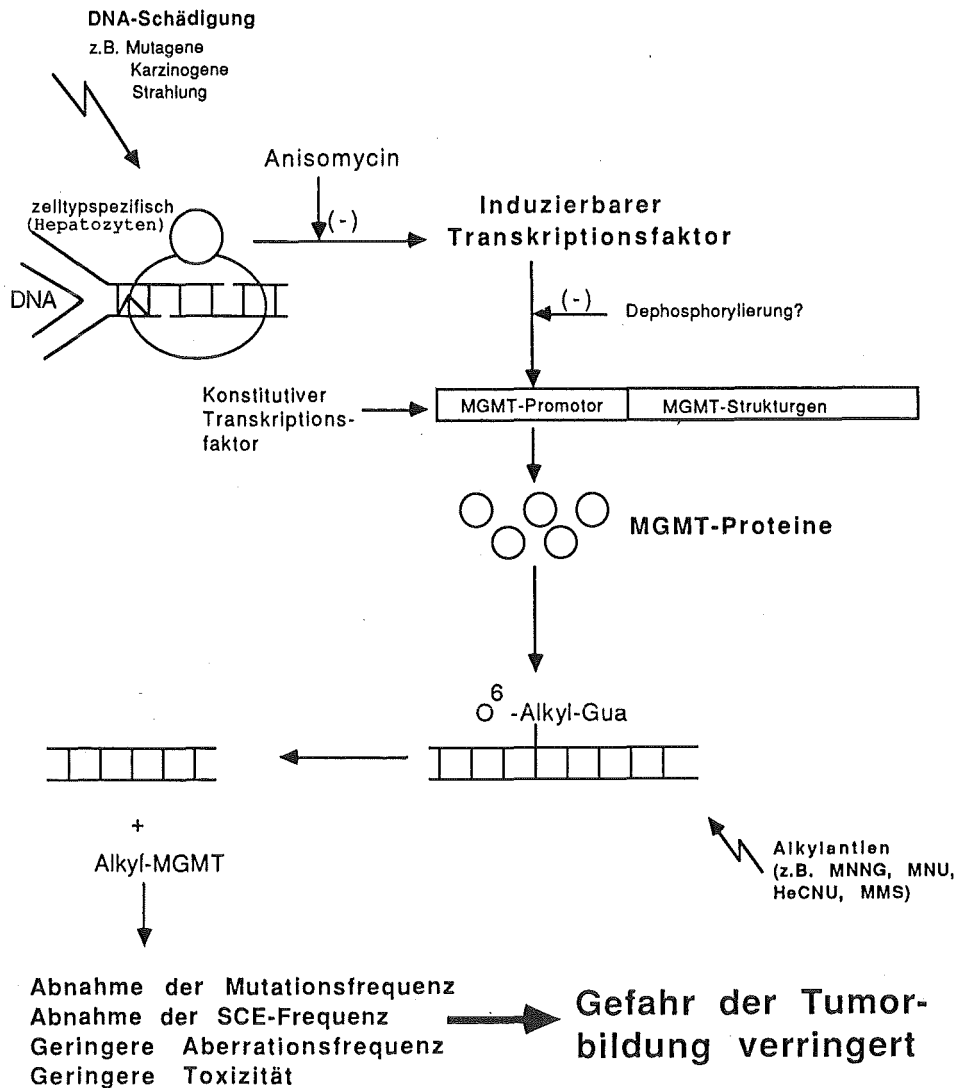 DNA-Schädigung
z.B. Mutagene
Karzinogene
Strahlung
Anisomycin
(-)
zelltypspezifisch
(Hepatozyten)
DNA
Induzierbarer
Transkriptionsfaktor
(-)
Dephosphorylierung?
Konstitutiver
Transkriptions-
faktor
MGMT-Promotor
MGMT-Strukturgen
MGMT-Proteine
O6-Alkyl-Gua
+
Alkyl-MGMT
Alkylantien
(z.B. MNNG, MNU,
HeCNU, MMS)
Abnahme der Mutationsfrequenz
Abnahme der SCE-Frequenz
Geringere Aberrationsfrequenz
Geringere Toxizität
Gefahr der Tumor-
bildung verringert